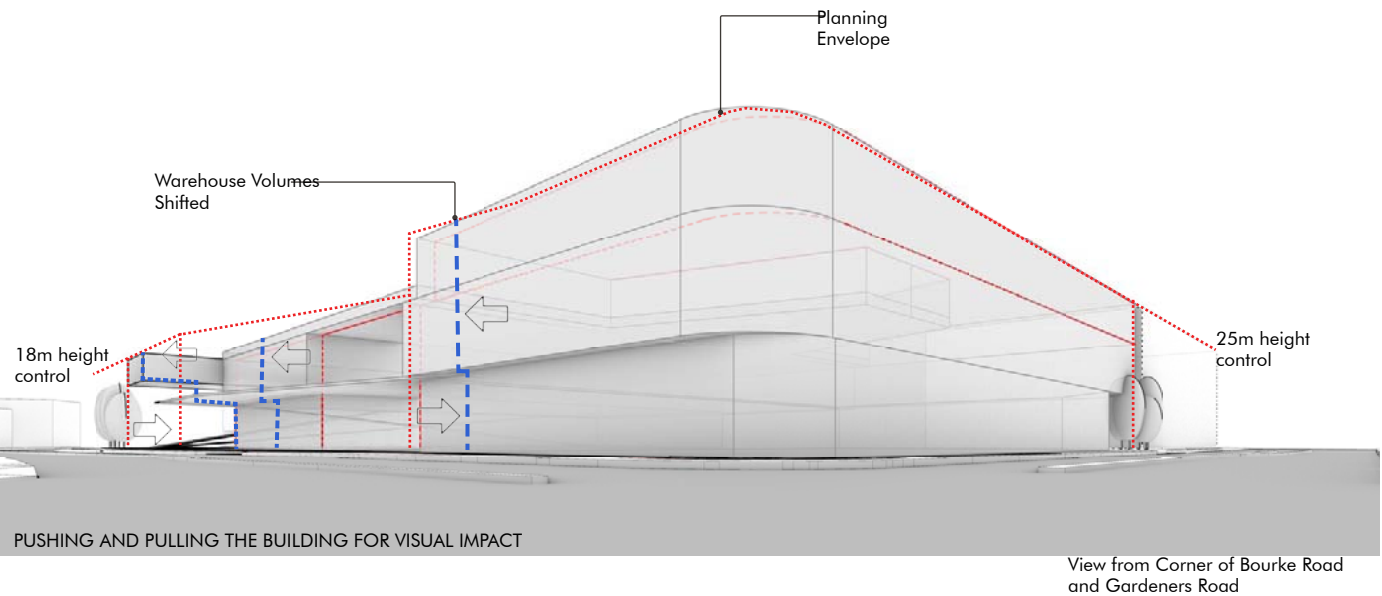 Planning
Envelope
Warehouse Volumes
Shifted
18m height
control
25m height
control
PUSHING AND PULLING THE BUILDING FOR VISUAL IMPACT
View from Corner of Bourke Road
and Gardeners Road